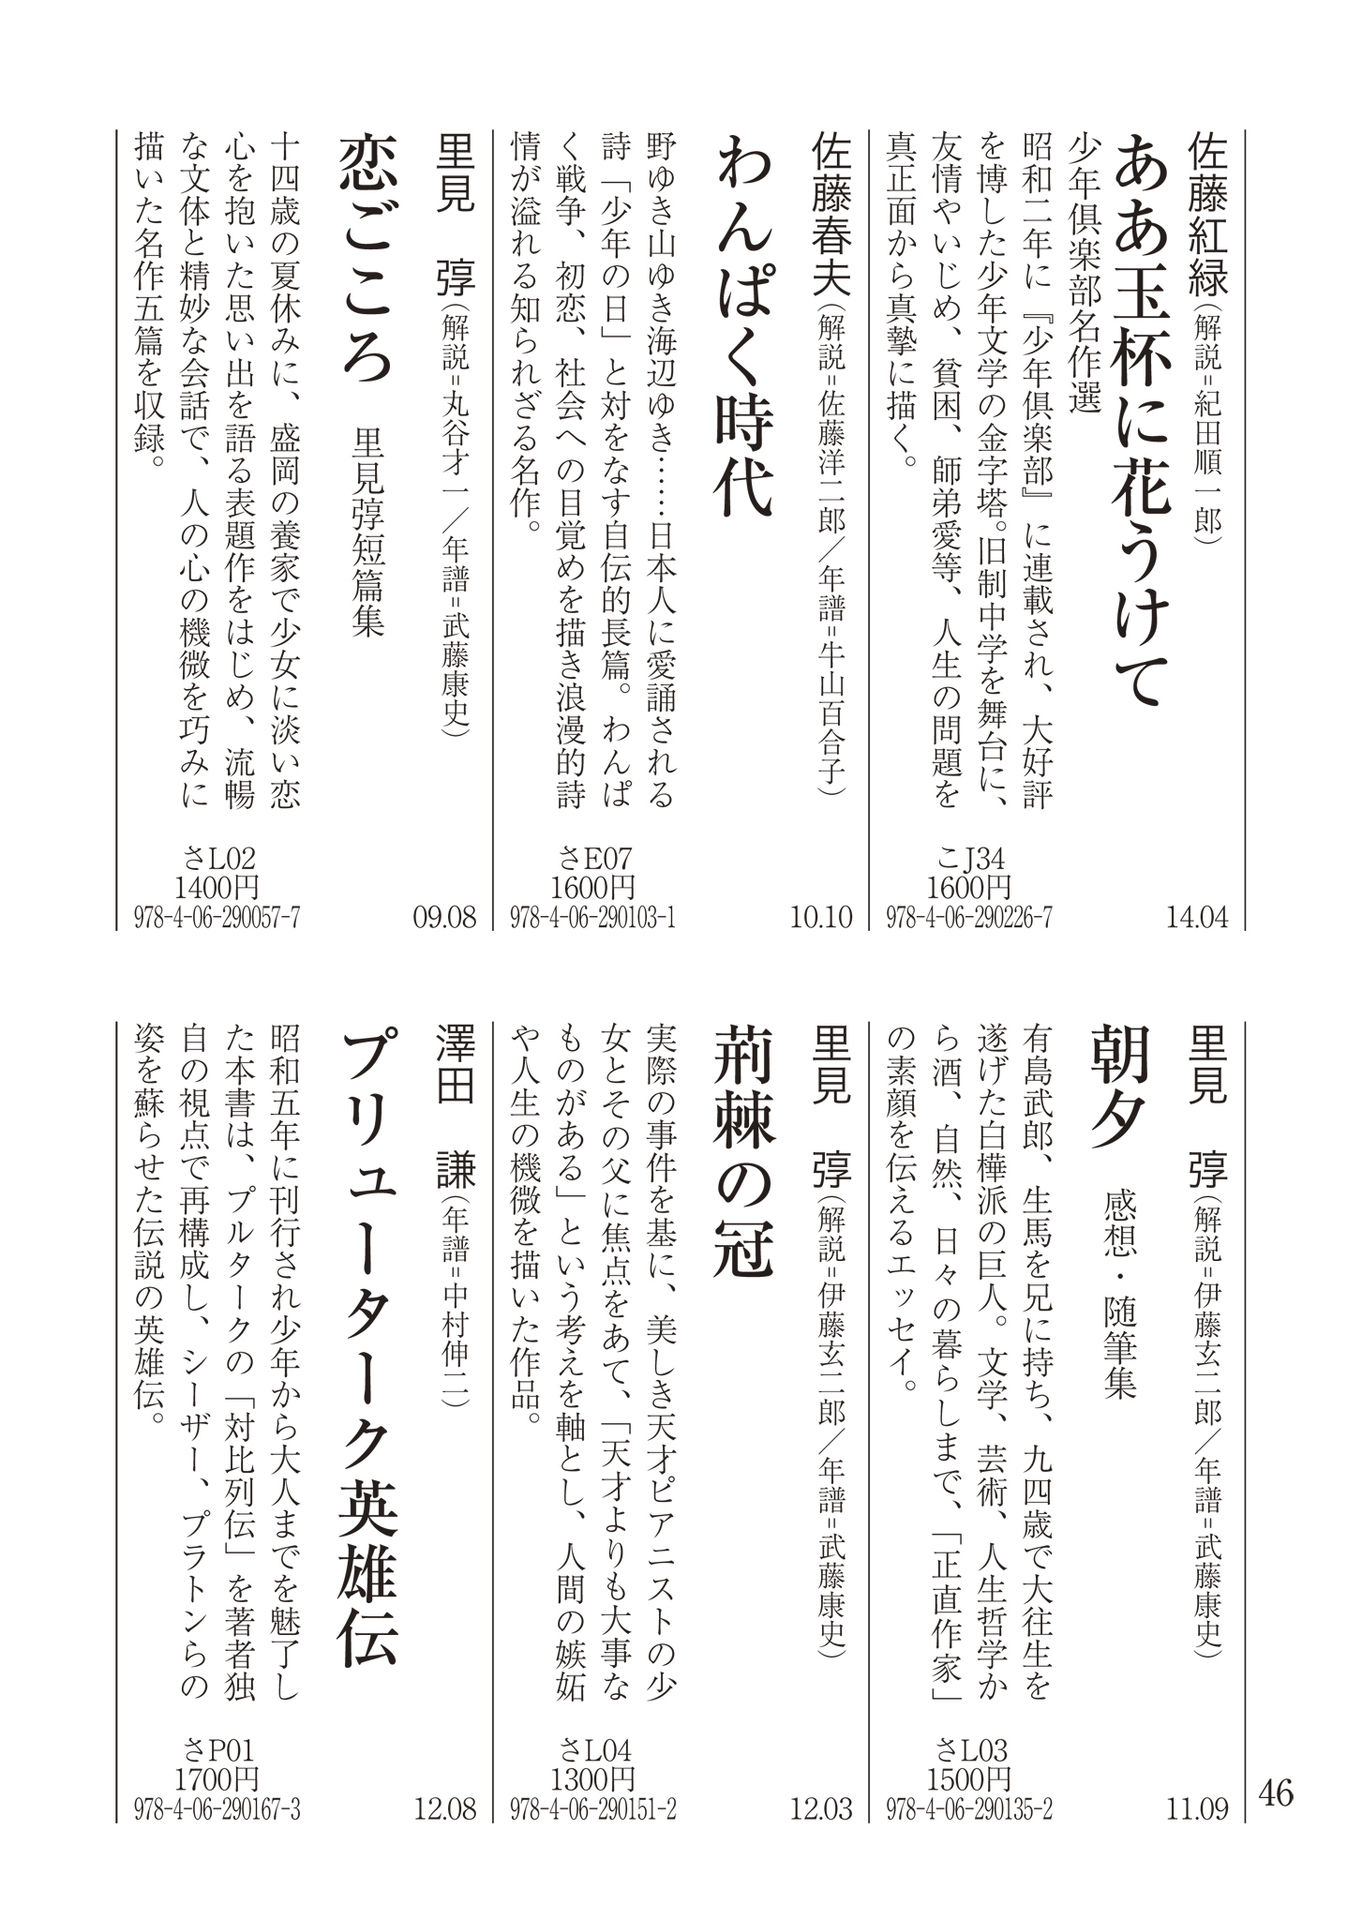 佐藤紅緑(解説=紀田順一郎)
ああ玉杯に花うけて
少年倶楽部名作選
昭和二年に『少年倶楽部』に連載され、大好評
を博した少年文学の金字塔。旧制中学を舞台に、
友情やいじめ、貧困、師弟愛等、人生の問題を
真正面から真摯に描く。
こJ34
1600円
978-4-06-290226-7
14.04
佐藤春夫(解説=佐藤洋二郎/年譜=牛山百合子)
わんぱく時代
野ゆき山ゆき海辺ゆき……日本人に愛誦される
詩「少年の日」と対をなす自伝的長篇。わんぱ
く戦争、初恋、社会への目覚めを描き浪漫的詩
情が溢れる知られざる名作。
さE07
1600円
978-4-06-290103-1
10.10
里見　弴(解説=丸谷才一/年譜=武藤康史)
恋ごころ　里見弴短篇集
十四歳の夏休みに、盛岡の養家で少女に淡い恋
心を抱いた思い出を語る表題作をはじめ、流暢
な文体と精妙な会話で、人の心の機微を巧みに
描いた名作五篇を収録。
さL02
1400円
978-4-06-290057-7
09.08
里見　弴(解説=伊藤玄二郎/年譜=武藤康史)
朝夕　感想・随筆集
有島武郎、生馬を兄に持ち、九四歳で大往生を
遂げた白樺派の巨人。文学、芸術、人生哲学か
ら酒、自然、日々の暮らしまで、「正直作家」
の素顔を伝えるエッセイ。
さL03
1500円
978-4-06-290135-2
11.09
里見　弴(解説=伊藤玄二郎/年譜=武藤康史)
荊棘の冠
実際の事件を基に、美しき天才ピアニストの少
女とその父に焦点をあて、「天才よりも大事な
ものがある」という考えを軸とし、人間の嫉妬
や人生の機微を描いた作品。
さL04
1300円
978-4-06-290151-2
12.03
澤田　謙(年譜=中村伸二)
プリューターク英雄伝
昭和五年に刊行され少年から大人までを魅了し
た本書は、プルタークの「対比列伝」を著者独
自の視点で再構成し、シーザー、プラトンらの
姿を蘇らせた伝説の英雄伝。
さP01
1700円
978-4-06-290167-3
12.08
46